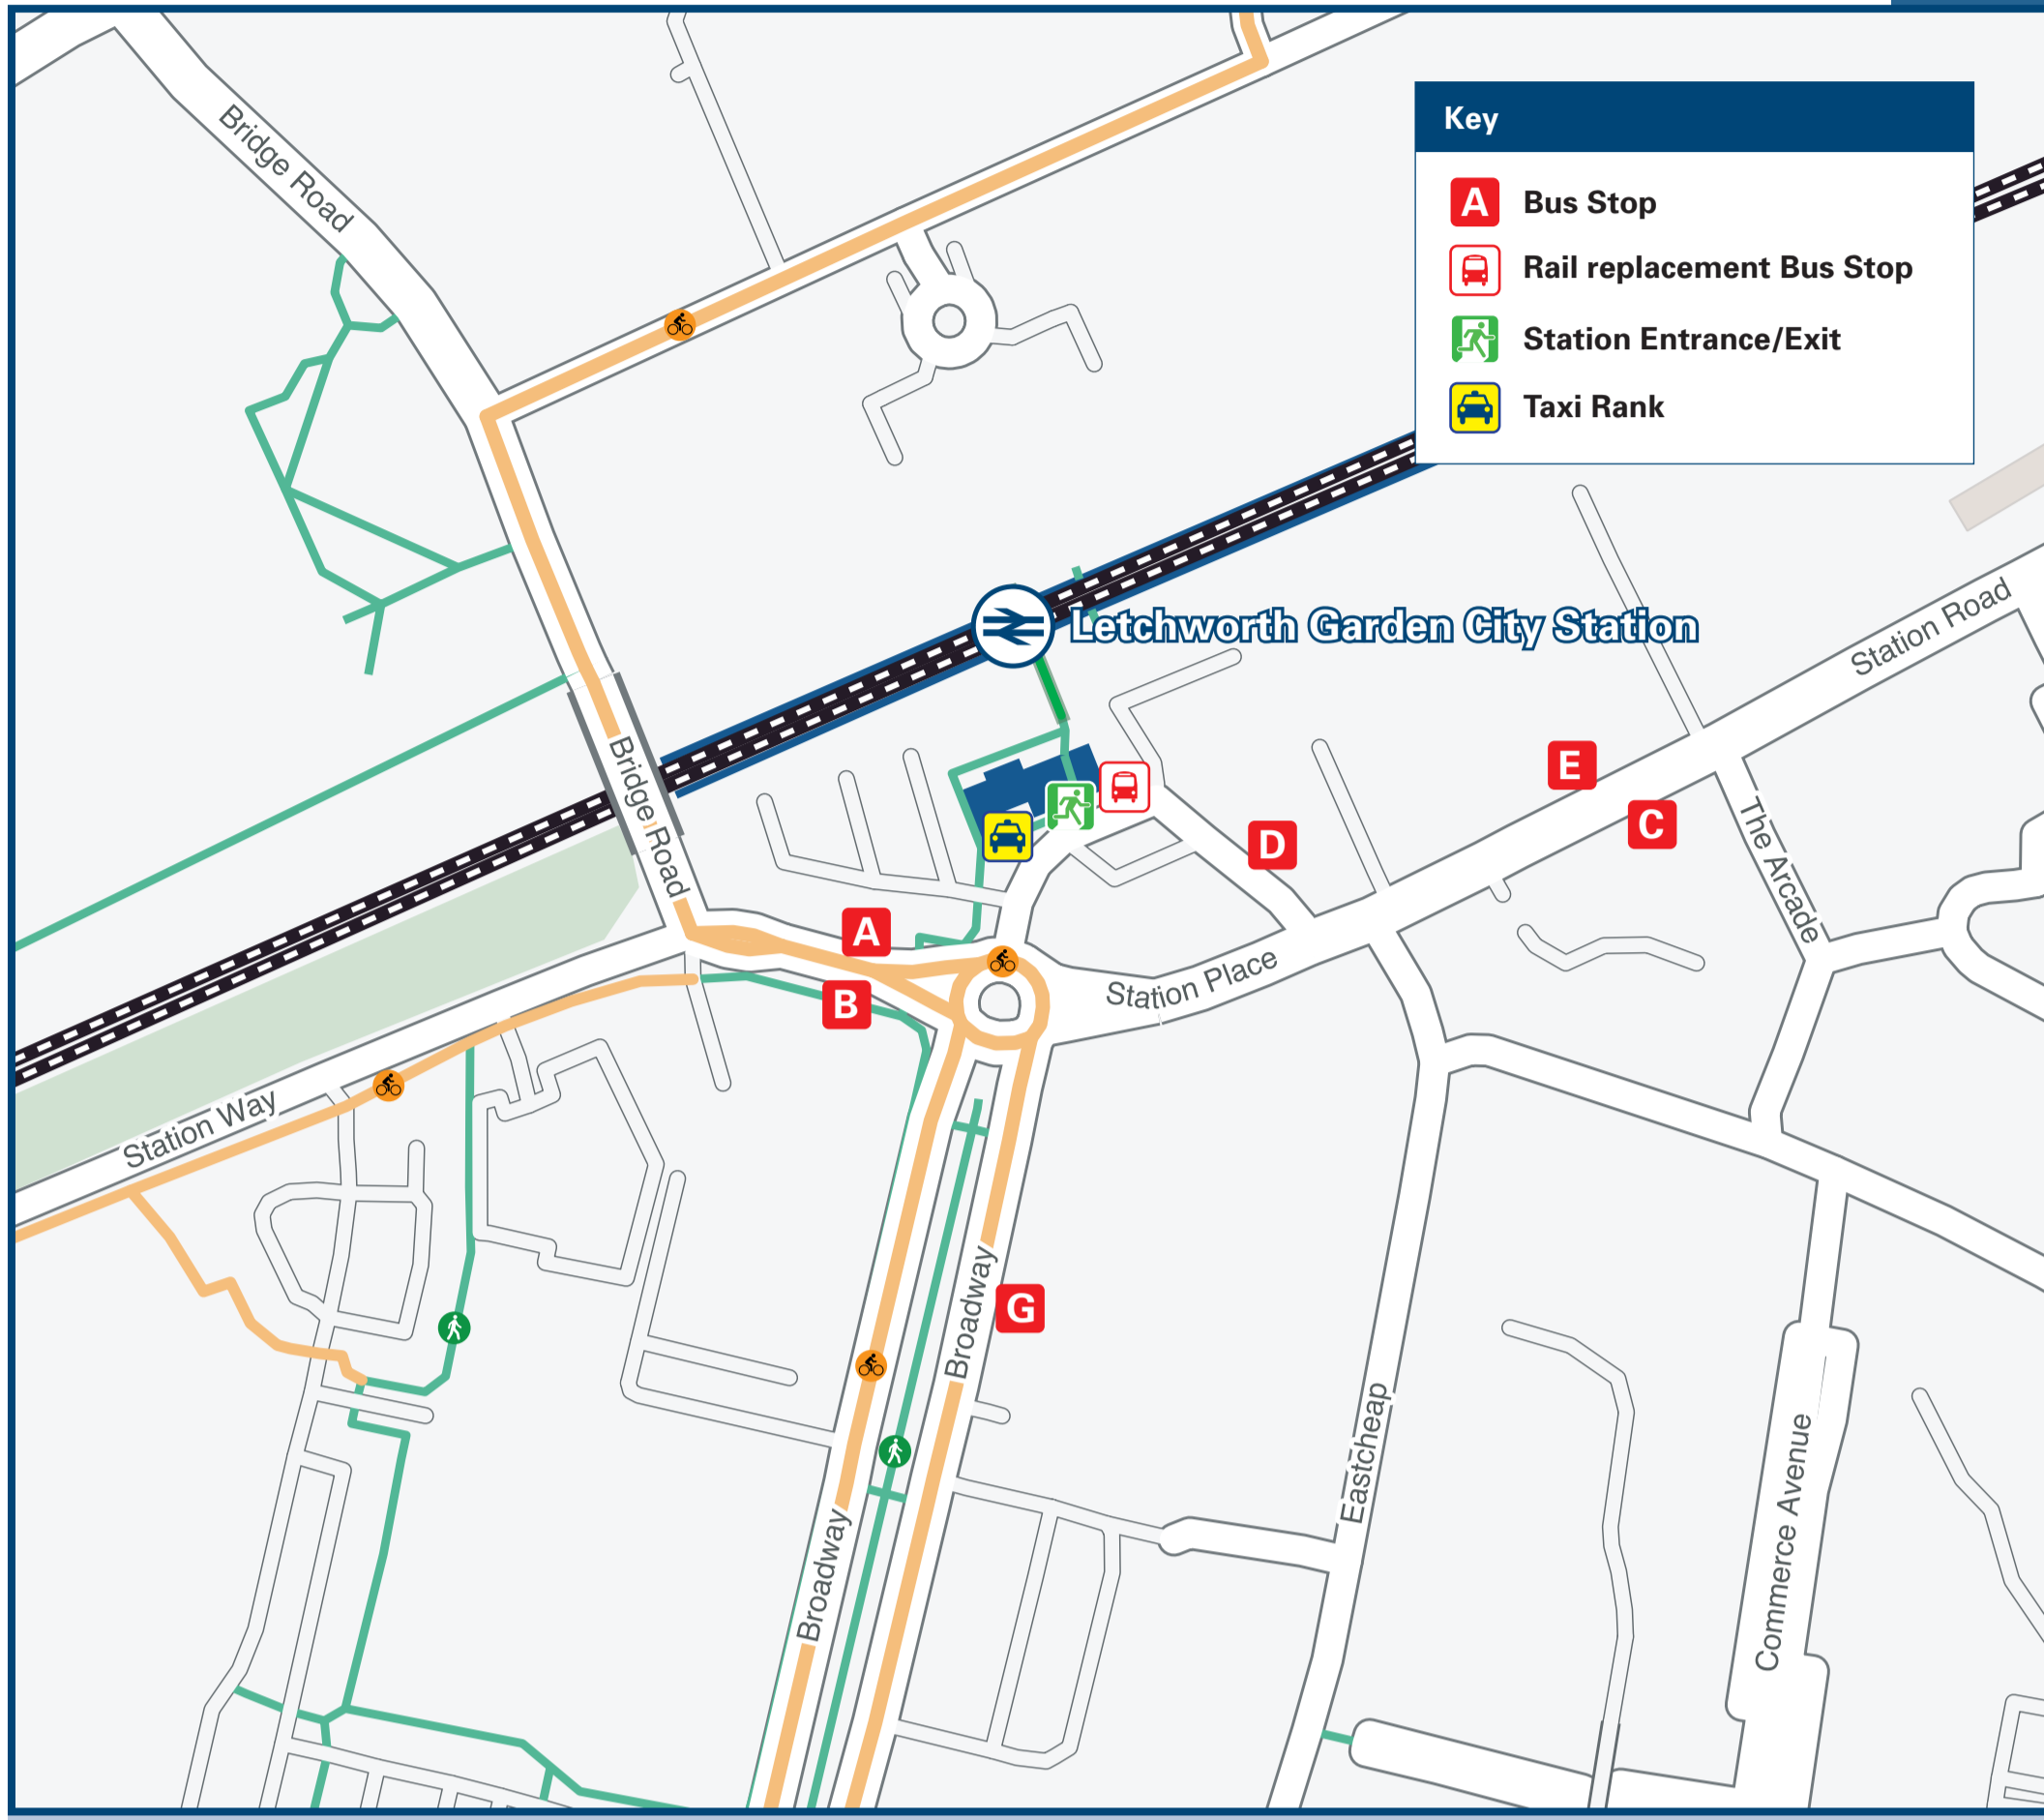 Bridge Road
Key
A Bus Stop
Rail replacement Bus Stop
Station Entrance/Exit
Taxi Rank
Letchworth Garden City Station
Station Road
Bridge Road
E
C
The Arcade
D
A
Station Place
B
Station Way
Broadway
G
Eastcheap
Commerce Avenue
Broadway